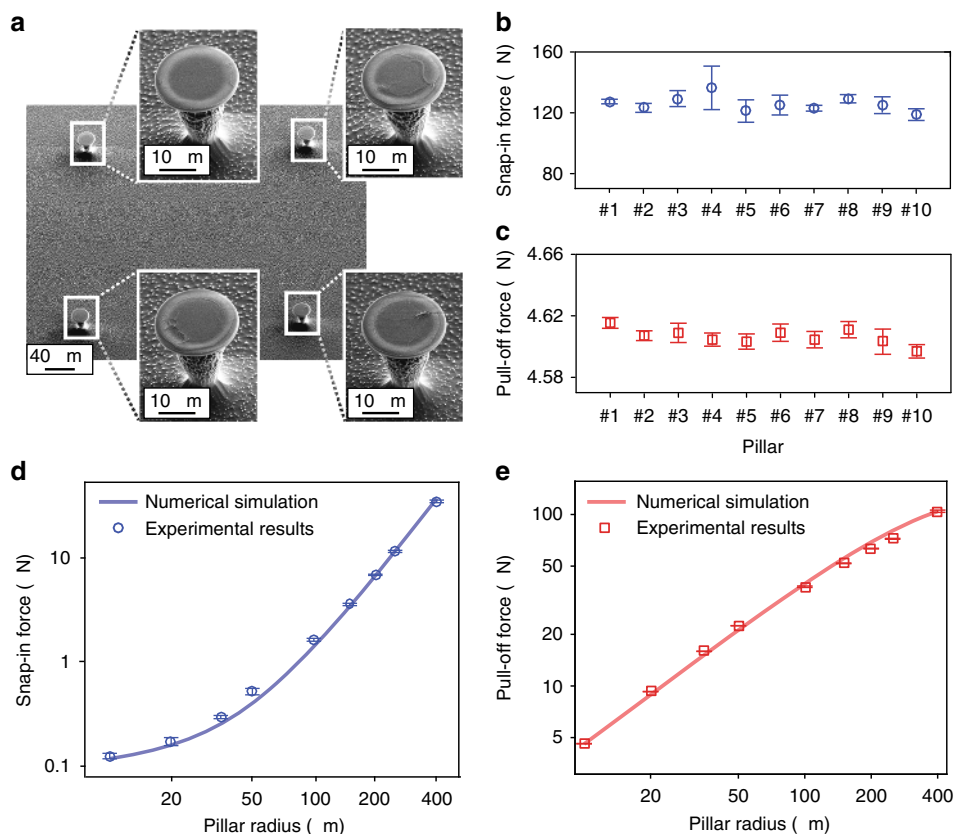 a
10 m
10 m
10 m
10 m
40 m
b
Snap-in force ( N)
160
120
80
#1 #2 #3 #4 #5 #6 #7 #8 #9 #10
c
Pull-off force ( N)
4.66
4.62
4.58
#1 #2 #3 #4 #5 #6 #7 #8 #9 #10
Pillar
d
Numerical simulation
Experimental results
Snap-in force ( N)
10
1
0.1
20 50 100 200 400
Pillar radius ( m)
e
Numerical simulation
Experimental results
Pull-off force ( N)
100
50
20
10
5
20 50 100 200 400
Pillar radius ( m)